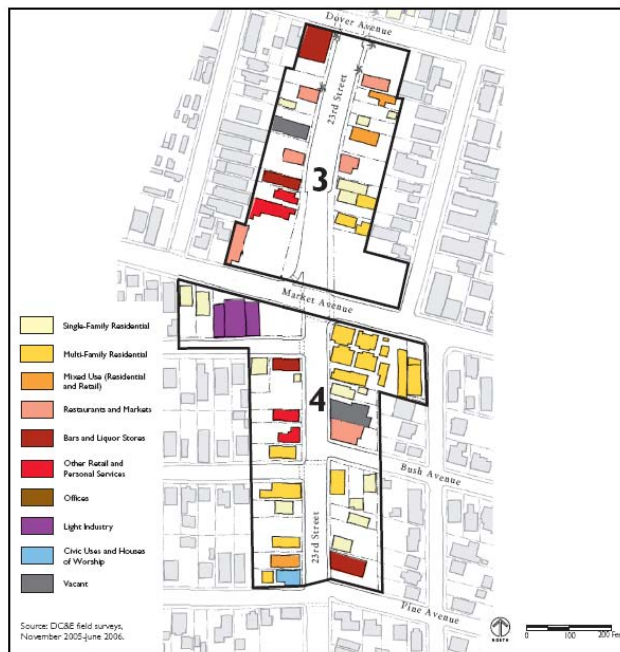 Dover Avenue
23rd Street
3
Market Avenue
Single-Family Residential
Multi-Family Residential
Mixed Use (Residential
and Retail)
Restaurants and Markets
Bars and Liquor Stores
Other Retail and
Personal Services
Offices
Light Industry
Civic Uses and Houses
of Worship
Vacant
4
Bush Avenue
23rd Street
Pine Avenue
Source: DC&E field surveys,
November 2005-June 2006.
NORTH
0 100 200 Feet